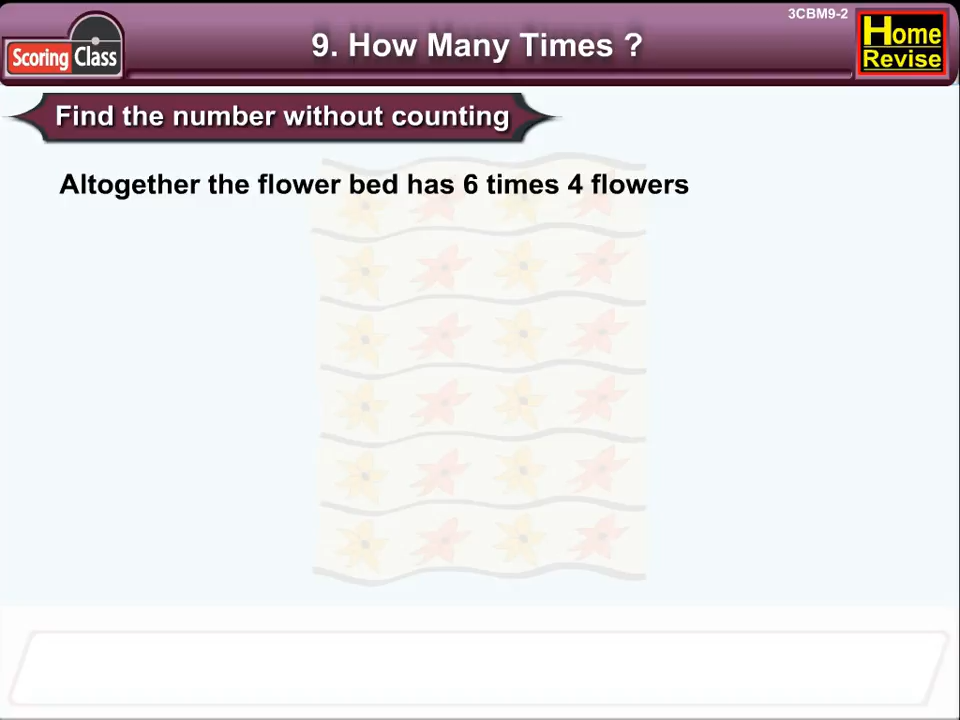 3CBM9-2
Scoring Class
9. How Many Times ?
Home
Revise
Find the number without counting
Altogether the flower bed has 6 times 4 flowers